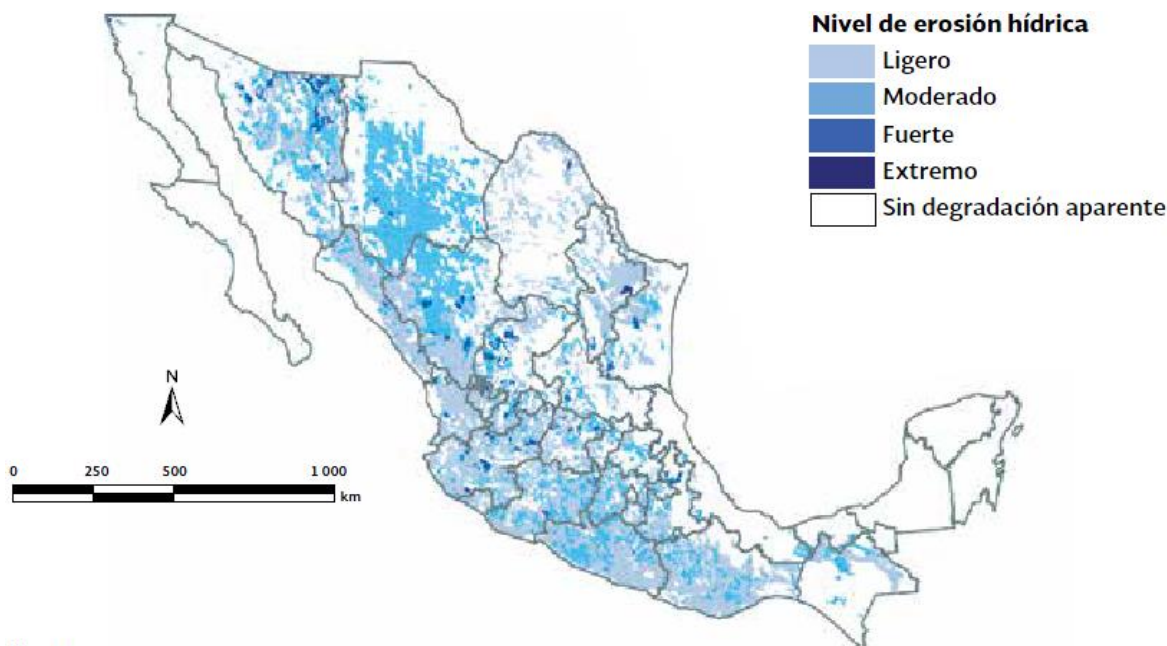 Nivel de erosión hídrica
Ligero
Moderado
Fuerte
Extremo
Sin degradación aparente
N
0 250 500 1 000
km